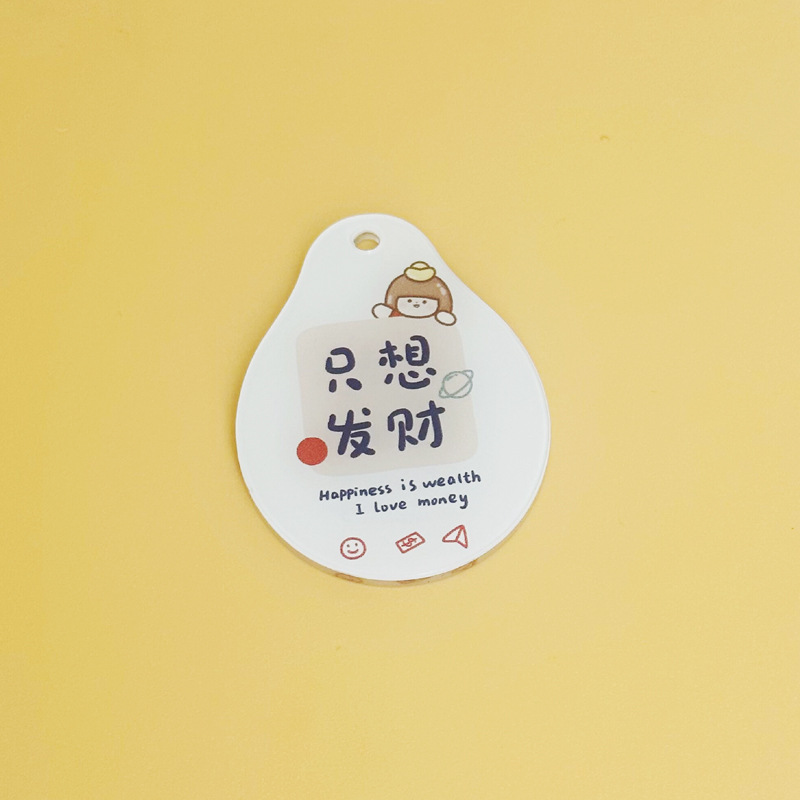 只想
发财
Happiness is wealth
I love money